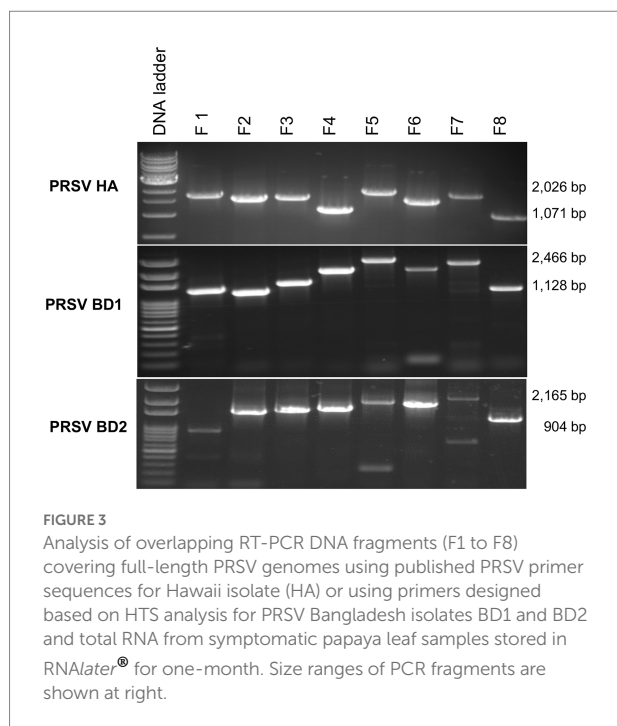 DNA ladder
F 1
F2
F3
F4
F5
F6
F7
F8
PRSV HA
2,026 bp
1,071 bp
PRSV BD1
2,466 bp
1,128 bp
PRSV BD2
2,165 bp
904 bp
FIGURE 3
Analysis of overlapping RT-PCR DNA fragments (F1 to F8)
covering full-length PRSV genomes using published PRSV primer
sequences for Hawaii isolate (HA) or using primers designed
based on HTS analysis for PRSV Bangladesh isolates BD1 and BD2
and total RNA from symptomatic papaya leaf samples stored in
RNAlater® for one-month. Size ranges of PCR fragments are
shown at right.